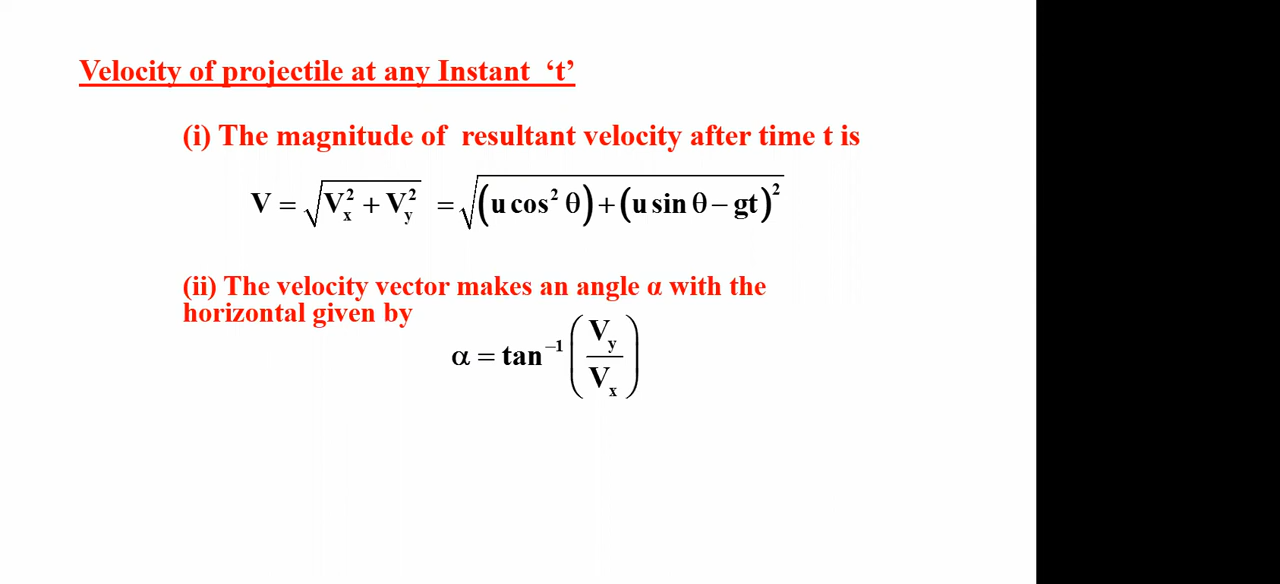 Velocity of projectile at any Instant ‘t’
(i) The magnitude of resultant velocity after time t is
V = √(V_x² + V_y²) = √((u cos² θ) + (u sin θ – gt)²)
(ii) The velocity vector makes an angle α with the
horizontal given by
α = tan⁻¹ (V_y / V_x)